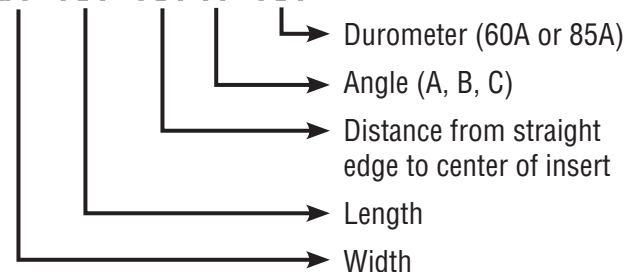 Durometer (60A or 85A)
Angle (A, B, C)
Distance from straight
edge to center of insert
Length
Width